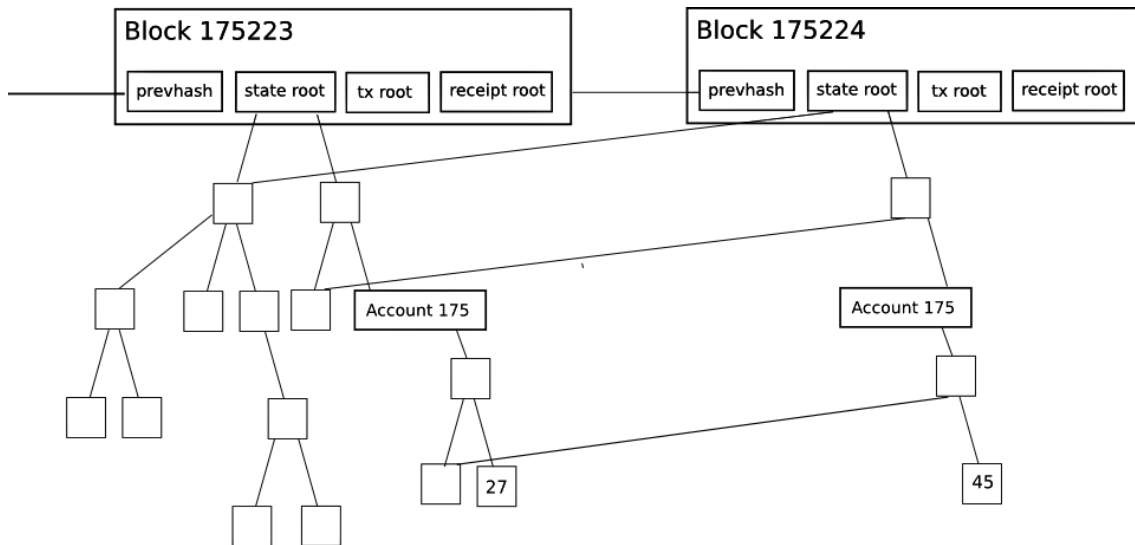 Block 175223
prevhash
state root
tx root
receipt root
Block 175224
prevhash
state root
tx root
receipt root
Account 175
Account 175
27
45